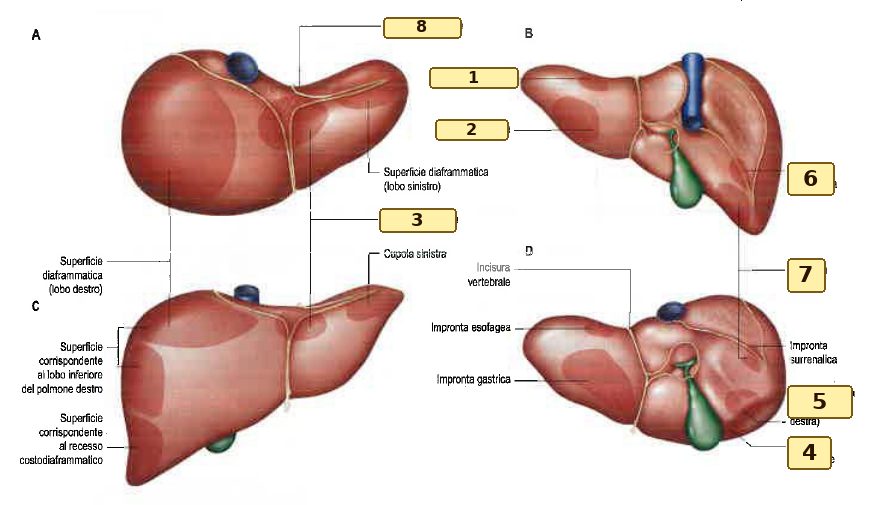 A
8
B
1
2
6
Superficie diaframmatica
(lobo sinistro)
3
Superficie
diaframmatica
(lobo destro)
Cupola sinistra
C
D
Incisura
vertebrale
7
Impronta esofagea
Impronta
surrenalica
Superficie
corrispondente
al lobo inferiore
del polmone destro
Impronta gastrica
5
destra)
Superficie
corrispondente
al recesso
costodiaframmatico
4